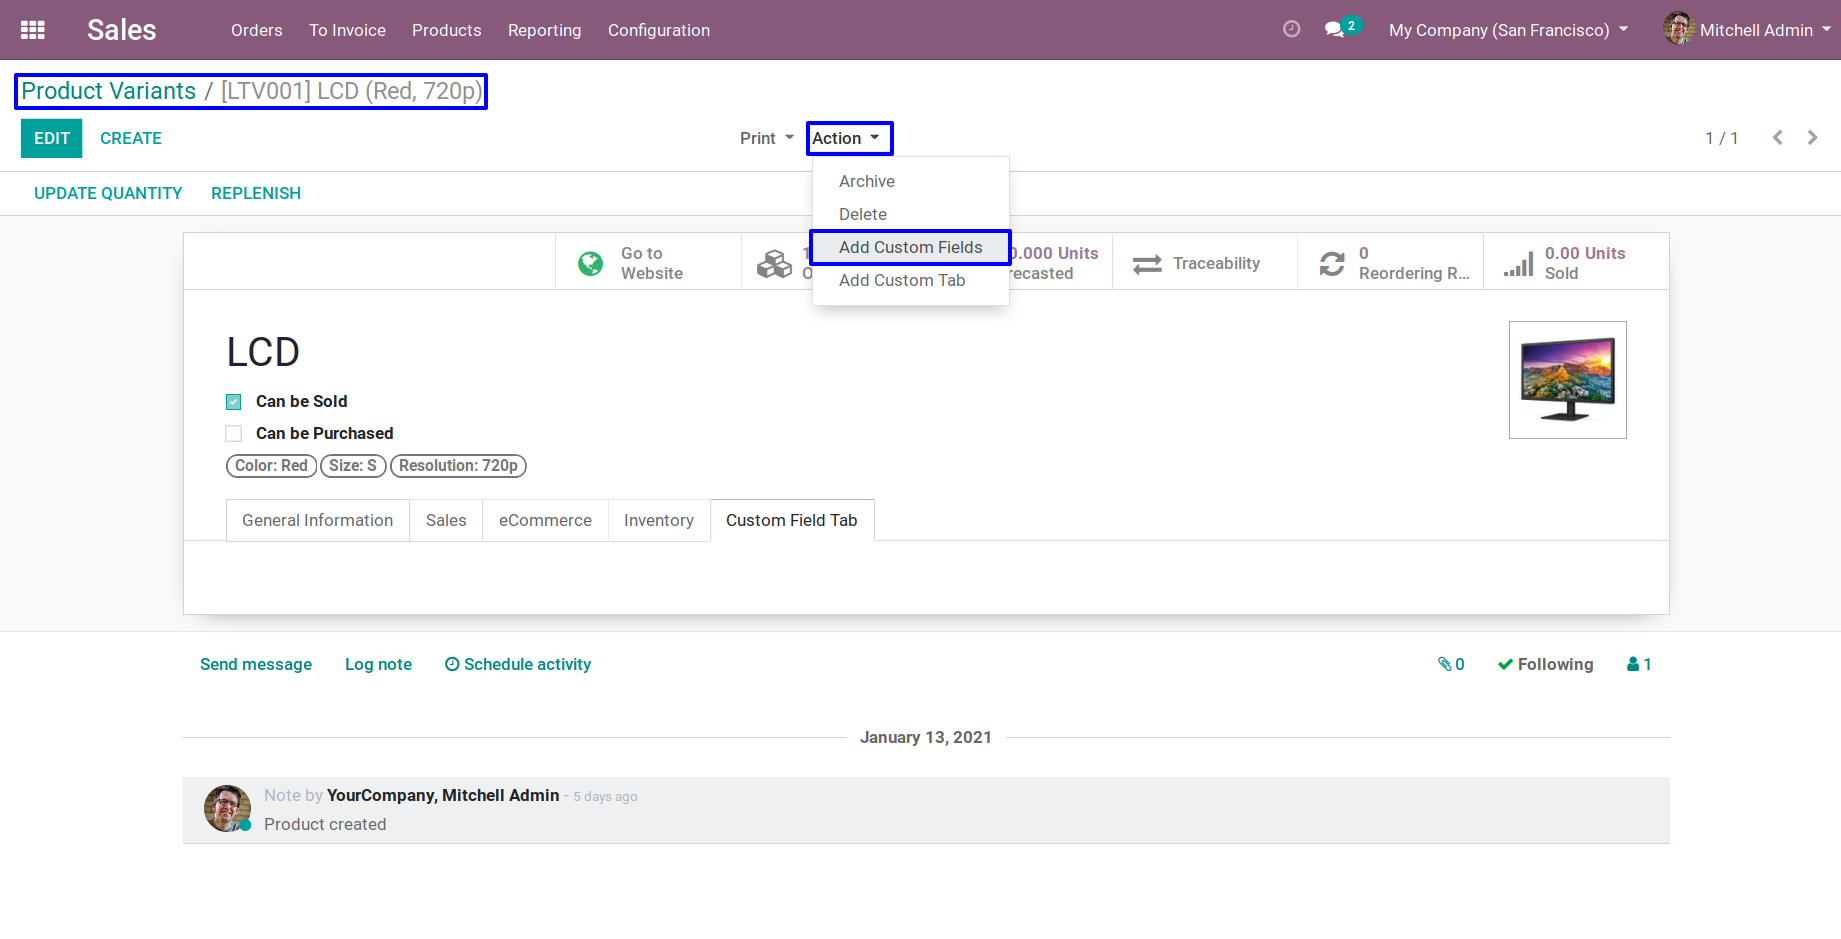 Sales Orders To Invoice Products Reporting Configuration 2 My Company (San Francisco) Mitchell Admin
Product Variants / [LTV001] LCD (Red, 720p)
EDIT CREATE Print Action 1 / 1
Archive
UPDATE QUANTITY REPLENISH
Delete
Add Custom Fields
Add Custom Tab
Go to
Website
0.000 Units
recasted
Traceability
0
Reordering R...
0.00 Units
Sold
LCD
Can be Sold
Can be Purchased
Color: Red Size: S Resolution: 720p
General Information Sales eCommerce Inventory Custom Field Tab
Send message Log note Schedule activity 0 Following 1
January 13, 2021
Note by YourCompany, Mitchell Admin - 5 days ago
Product created